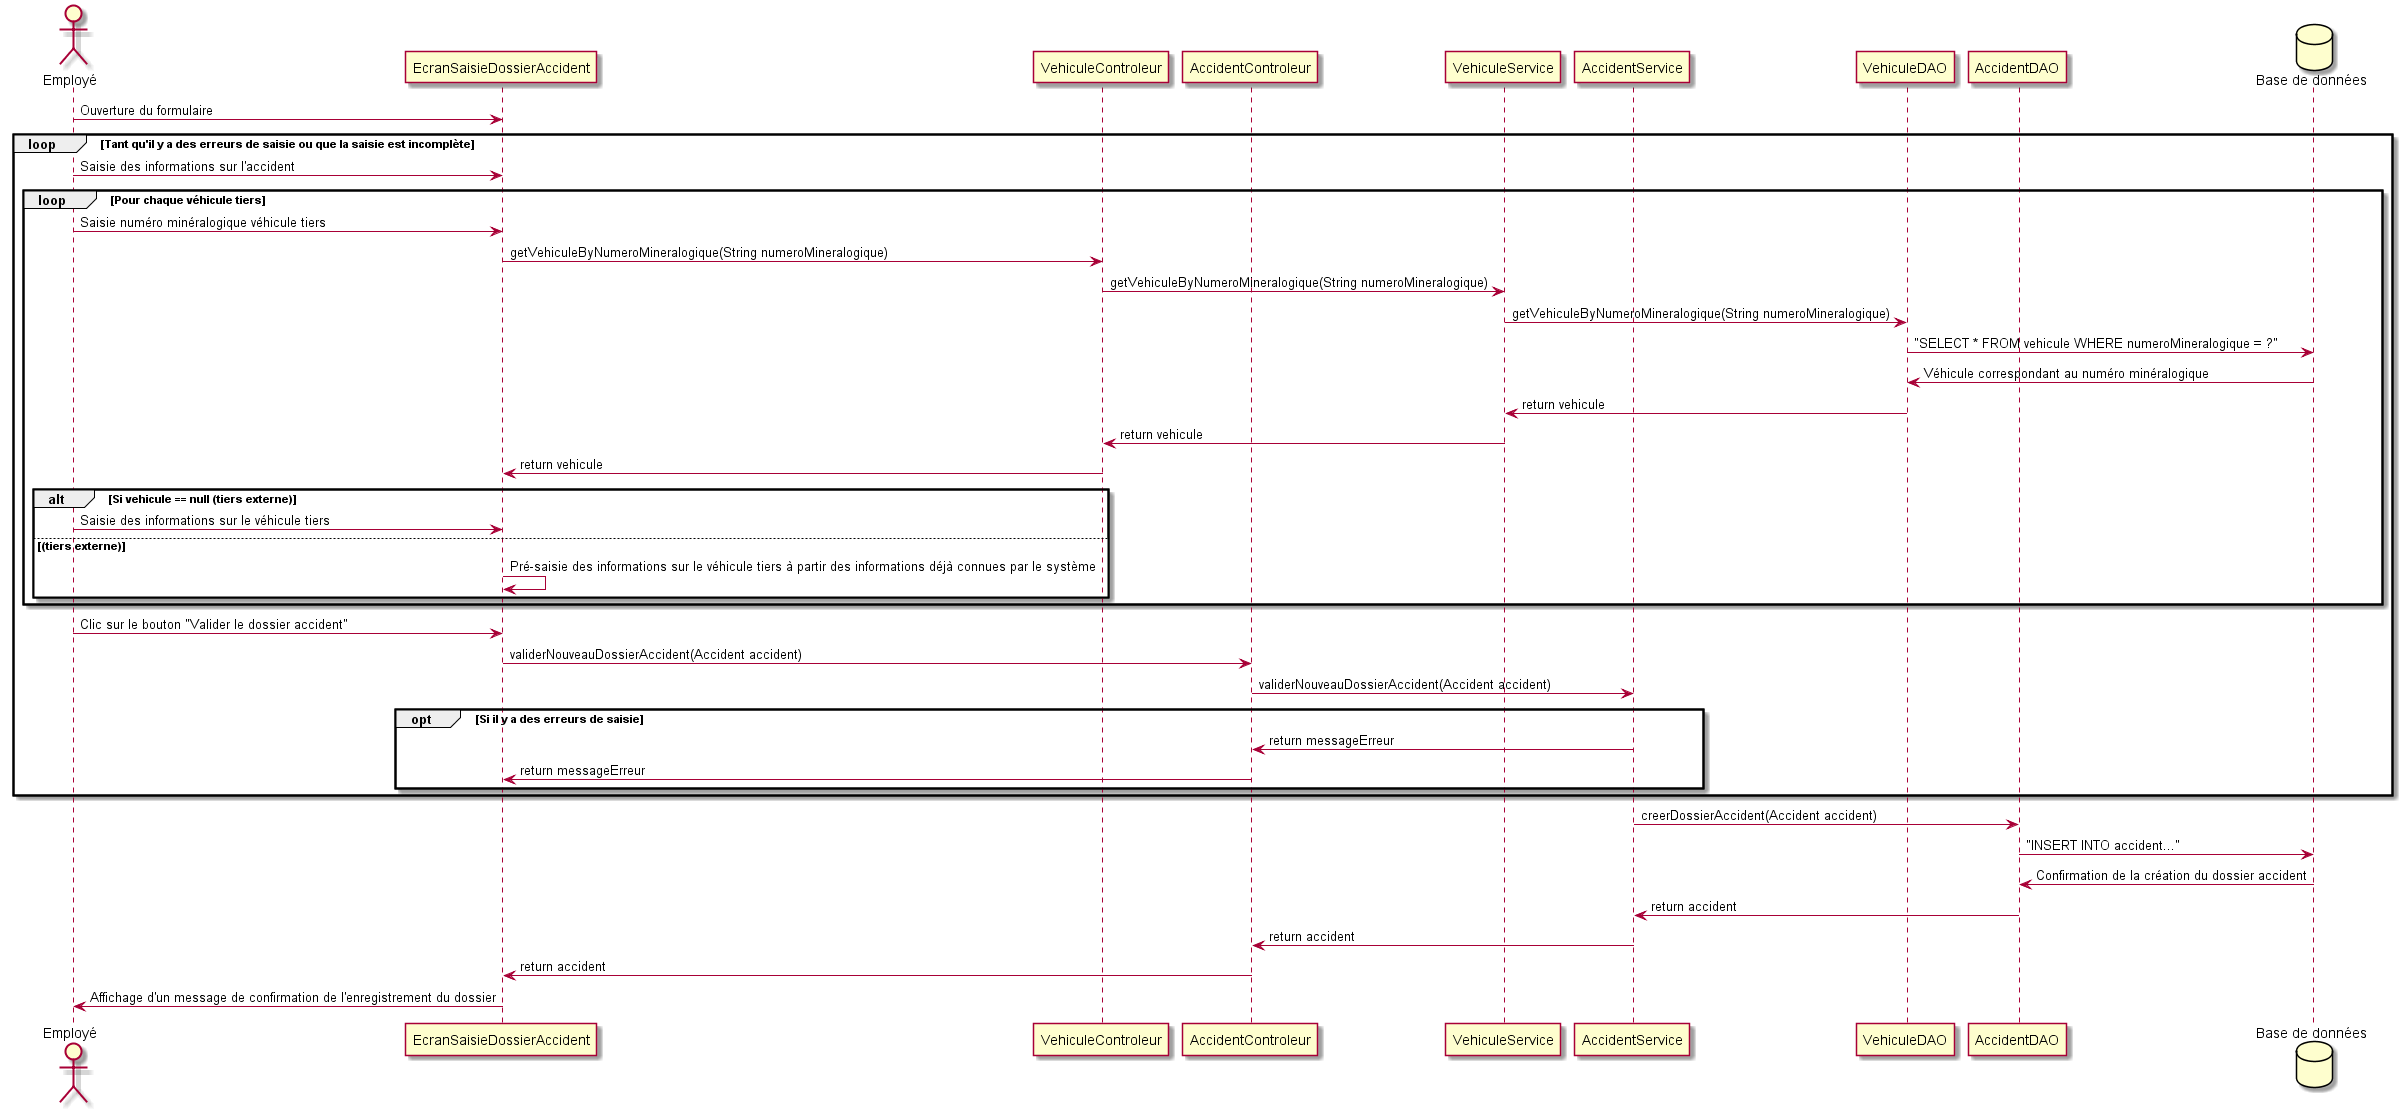 Employé
EcranSaisieDossierAccident
VehiculeControleur
AccidentControleur
VehiculeService
AccidentService
VehiculeDAO
AccidentDAO
Base de données
Ouverture du formulaire
loop [Tant qu'il y a des erreurs de saisie ou que la saisie est incomplète]
Saisie des informations sur l'accident
loop [Pour chaque véhicule tiers]
Saisie numéro minéralogique véhicule tiers
getVehiculeByNumeroMineralogique(String numeroMineralogique)
getVehiculeByNumeroMineralogique(String numeroMineralogique)
getVehiculeByNumeroMineralogique(String numeroMineralogique)
"SELECT * FROM vehicule WHERE numeroMineralogique = ?"
Véhicule correspondant au numéro minéralogique
return vehicule
return vehicule
return vehicule
alt [Si vehicule == null (tiers externe)]
Saisie des informations sur le véhicule tiers
[(tiers externe)]
Pré-saisie des informations sur le véhicule tiers à partir des informations déjà connues par le système
Clic sur le bouton "Valider le dossier accident"
validerNouveauDossierAccident(Accident accident)
validerNouveauDossierAccident(Accident accident)
opt [Si il y a des erreurs de saisie]
return messageErreur
return messageErreur
creerDossierAccident(Accident accident)
"INSERT INTO accident..."
Confirmation de la création du dossier accident
return accident
return accident
return accident
Affichage d'un message de confirmation de l'enregistrement du dossier
Employé
EcranSaisieDossierAccident
VehiculeControleur
AccidentControleur
VehiculeService
AccidentService
VehiculeDAO
AccidentDAO
Base de données